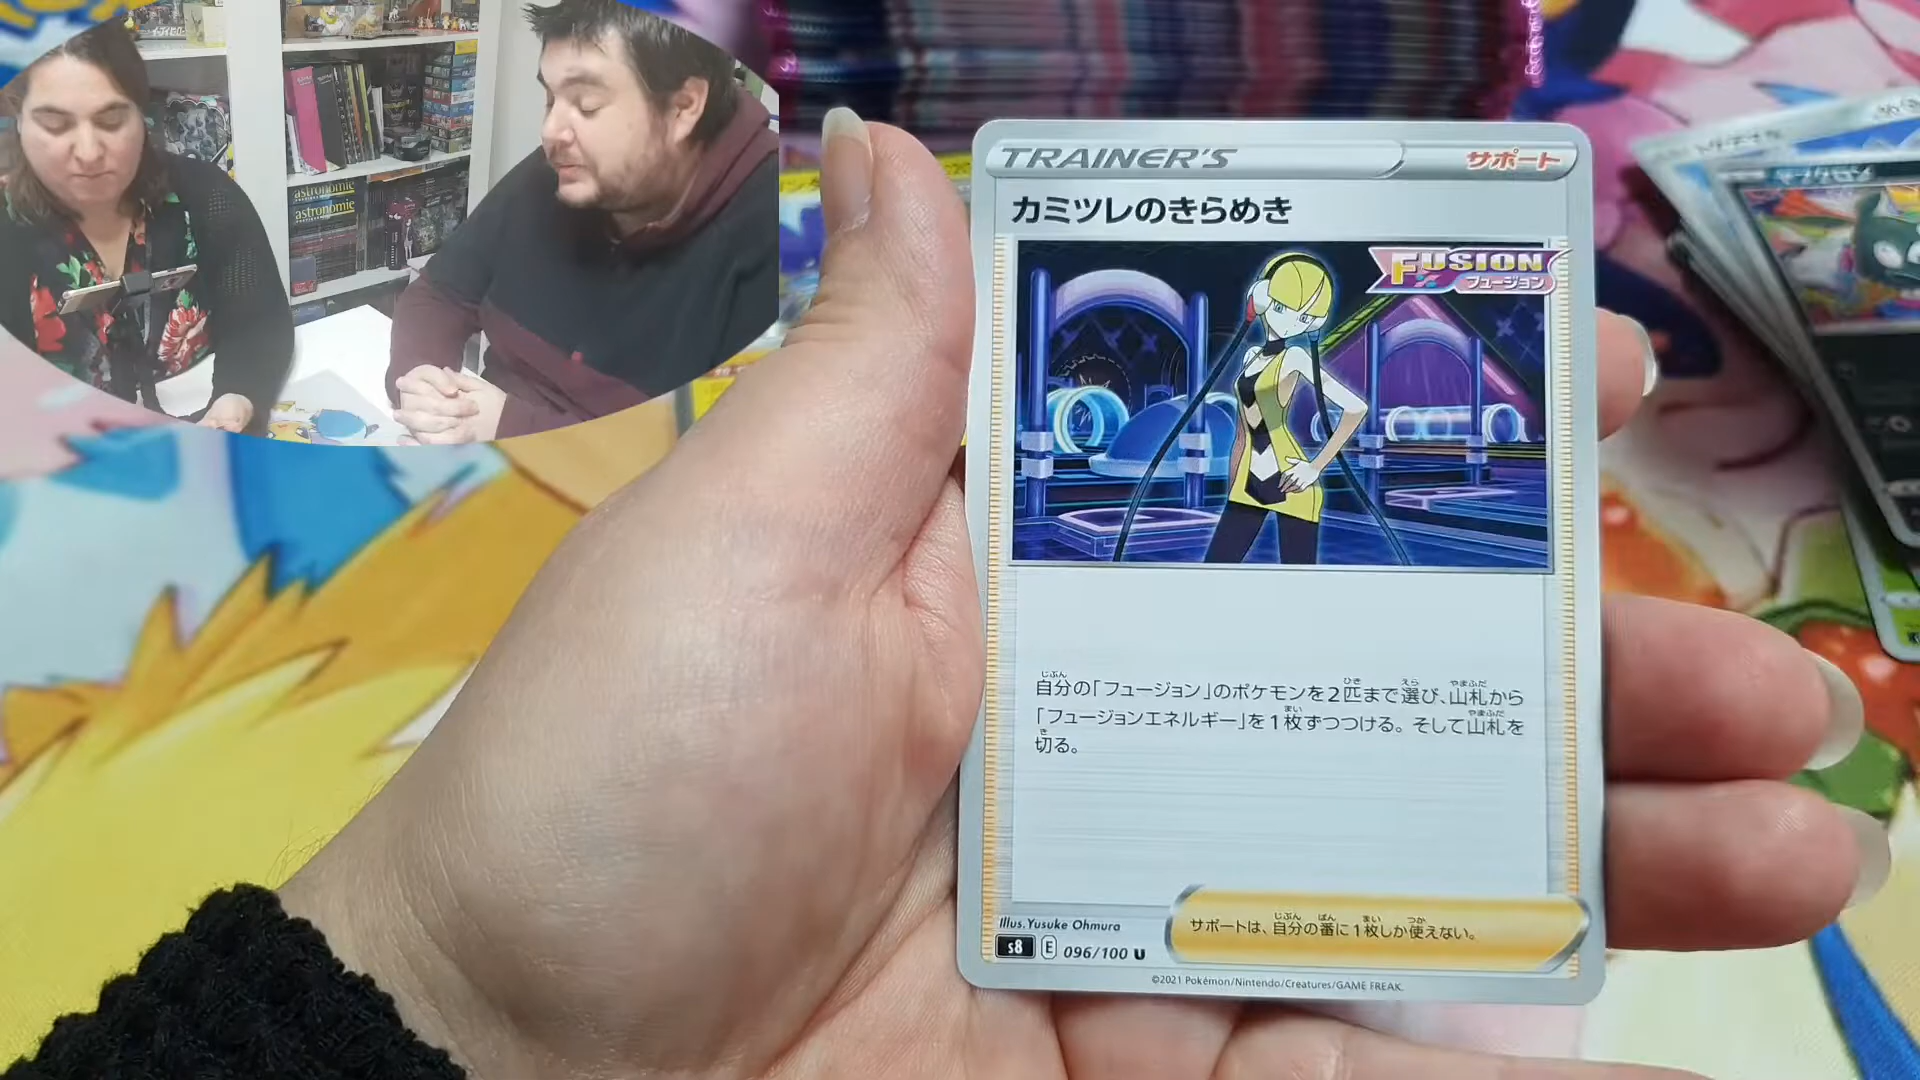 astronomie
astronomie
TRAINER'S
サポート
カミツレのきらめき
FUSION
フュージョン
自分の「フュージョン」のポケモンを2匹まで選び、山札から
「フュージョンエネルギー」を1枚ずつつける。そして山札を
切る。
Illus. Yusuke Ohmura
サポートは、自分の番に1枚しか使えない。
s8 E 096/100 U
©2021 Pokémon/Nintendo/Creatures/GAME FREAK.